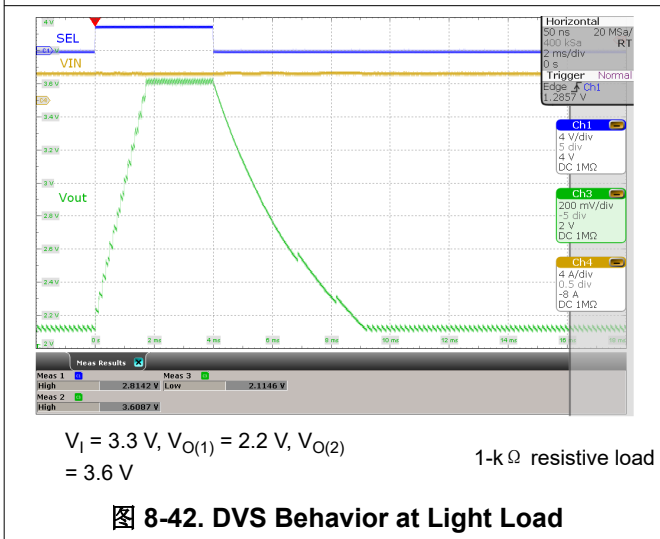 4 V
SEL
C1
VIN
3.6 V
3.4 V
3.2 V
3 V
Vout
2.8 V
2.6 V
2.4 V
2.2 V
2 V
0 s
2 ms
4 ms
6 ms
8 ms
10 ms
12 ms
14 ms
16 ms
18 ms
Horizontal
50 ns 20 MSa/
400 kSa RT
2 ms/div
0 s
Trigger Normal
Edge Ch1
1.2857 V
Ch1
4 V/div
5 div
4 V
DC 1MΩ
Ch3
200 mV/div
-5 div
2 V
DC 1MΩ
Ch4
4 A/div
0.5 div
-8 A
DC 1MΩ
Meas Results
Meas 1 Meas 3
High 2.8142 V Low 2.1146 V
Meas 2
High 3.6087 V
V_I = 3.3 V, V_O(1) = 2.2 V, V_O(2)
= 3.6 V
1-k Ω resistive load
图 8-42. DVS Behavior at Light Load